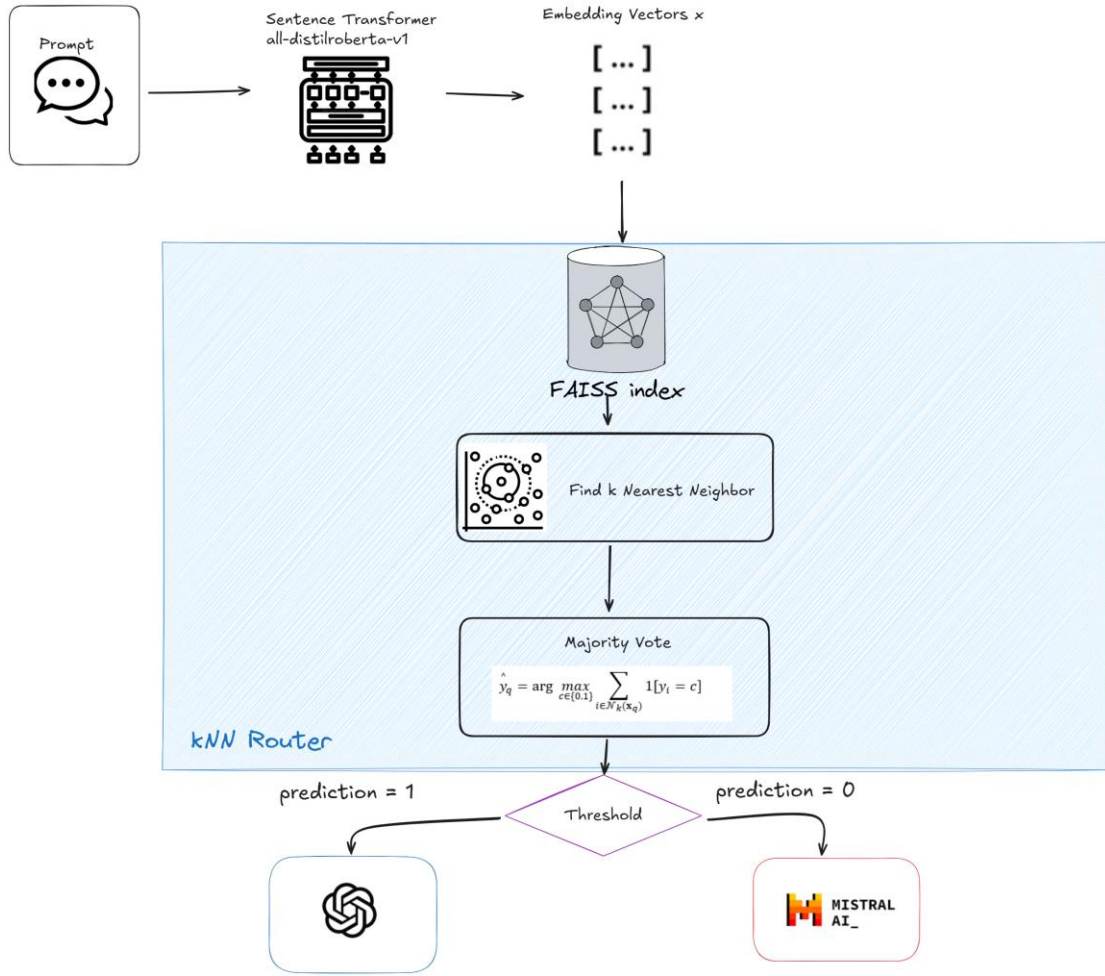 Prompt
Sentence Transformer
all-distilroberta-v1
Embedding Vectors x
[ ... ]
[ ... ]
[ ... ]
FAISS index
Find k Nearest Neighbor
Majority Vote
ŷ_q = arg max_{c∈{0.1}} ∑_{i∈𝒩_k(𝐱_q)} 1[y_i = c]
kNN Router
prediction = 1
Threshold
prediction = 0
MISTRAL
AI_